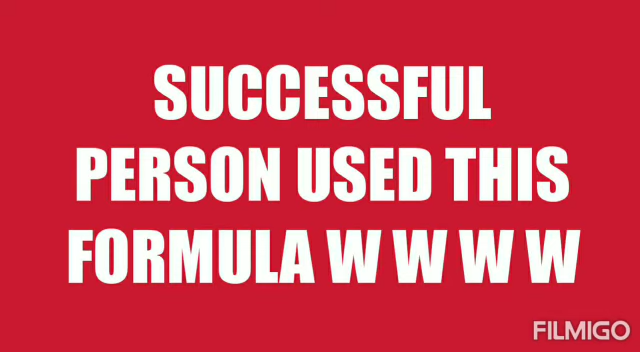 SUCCESSFUL
PERSON USED THIS
FORMULA W W W W
FILMIGO